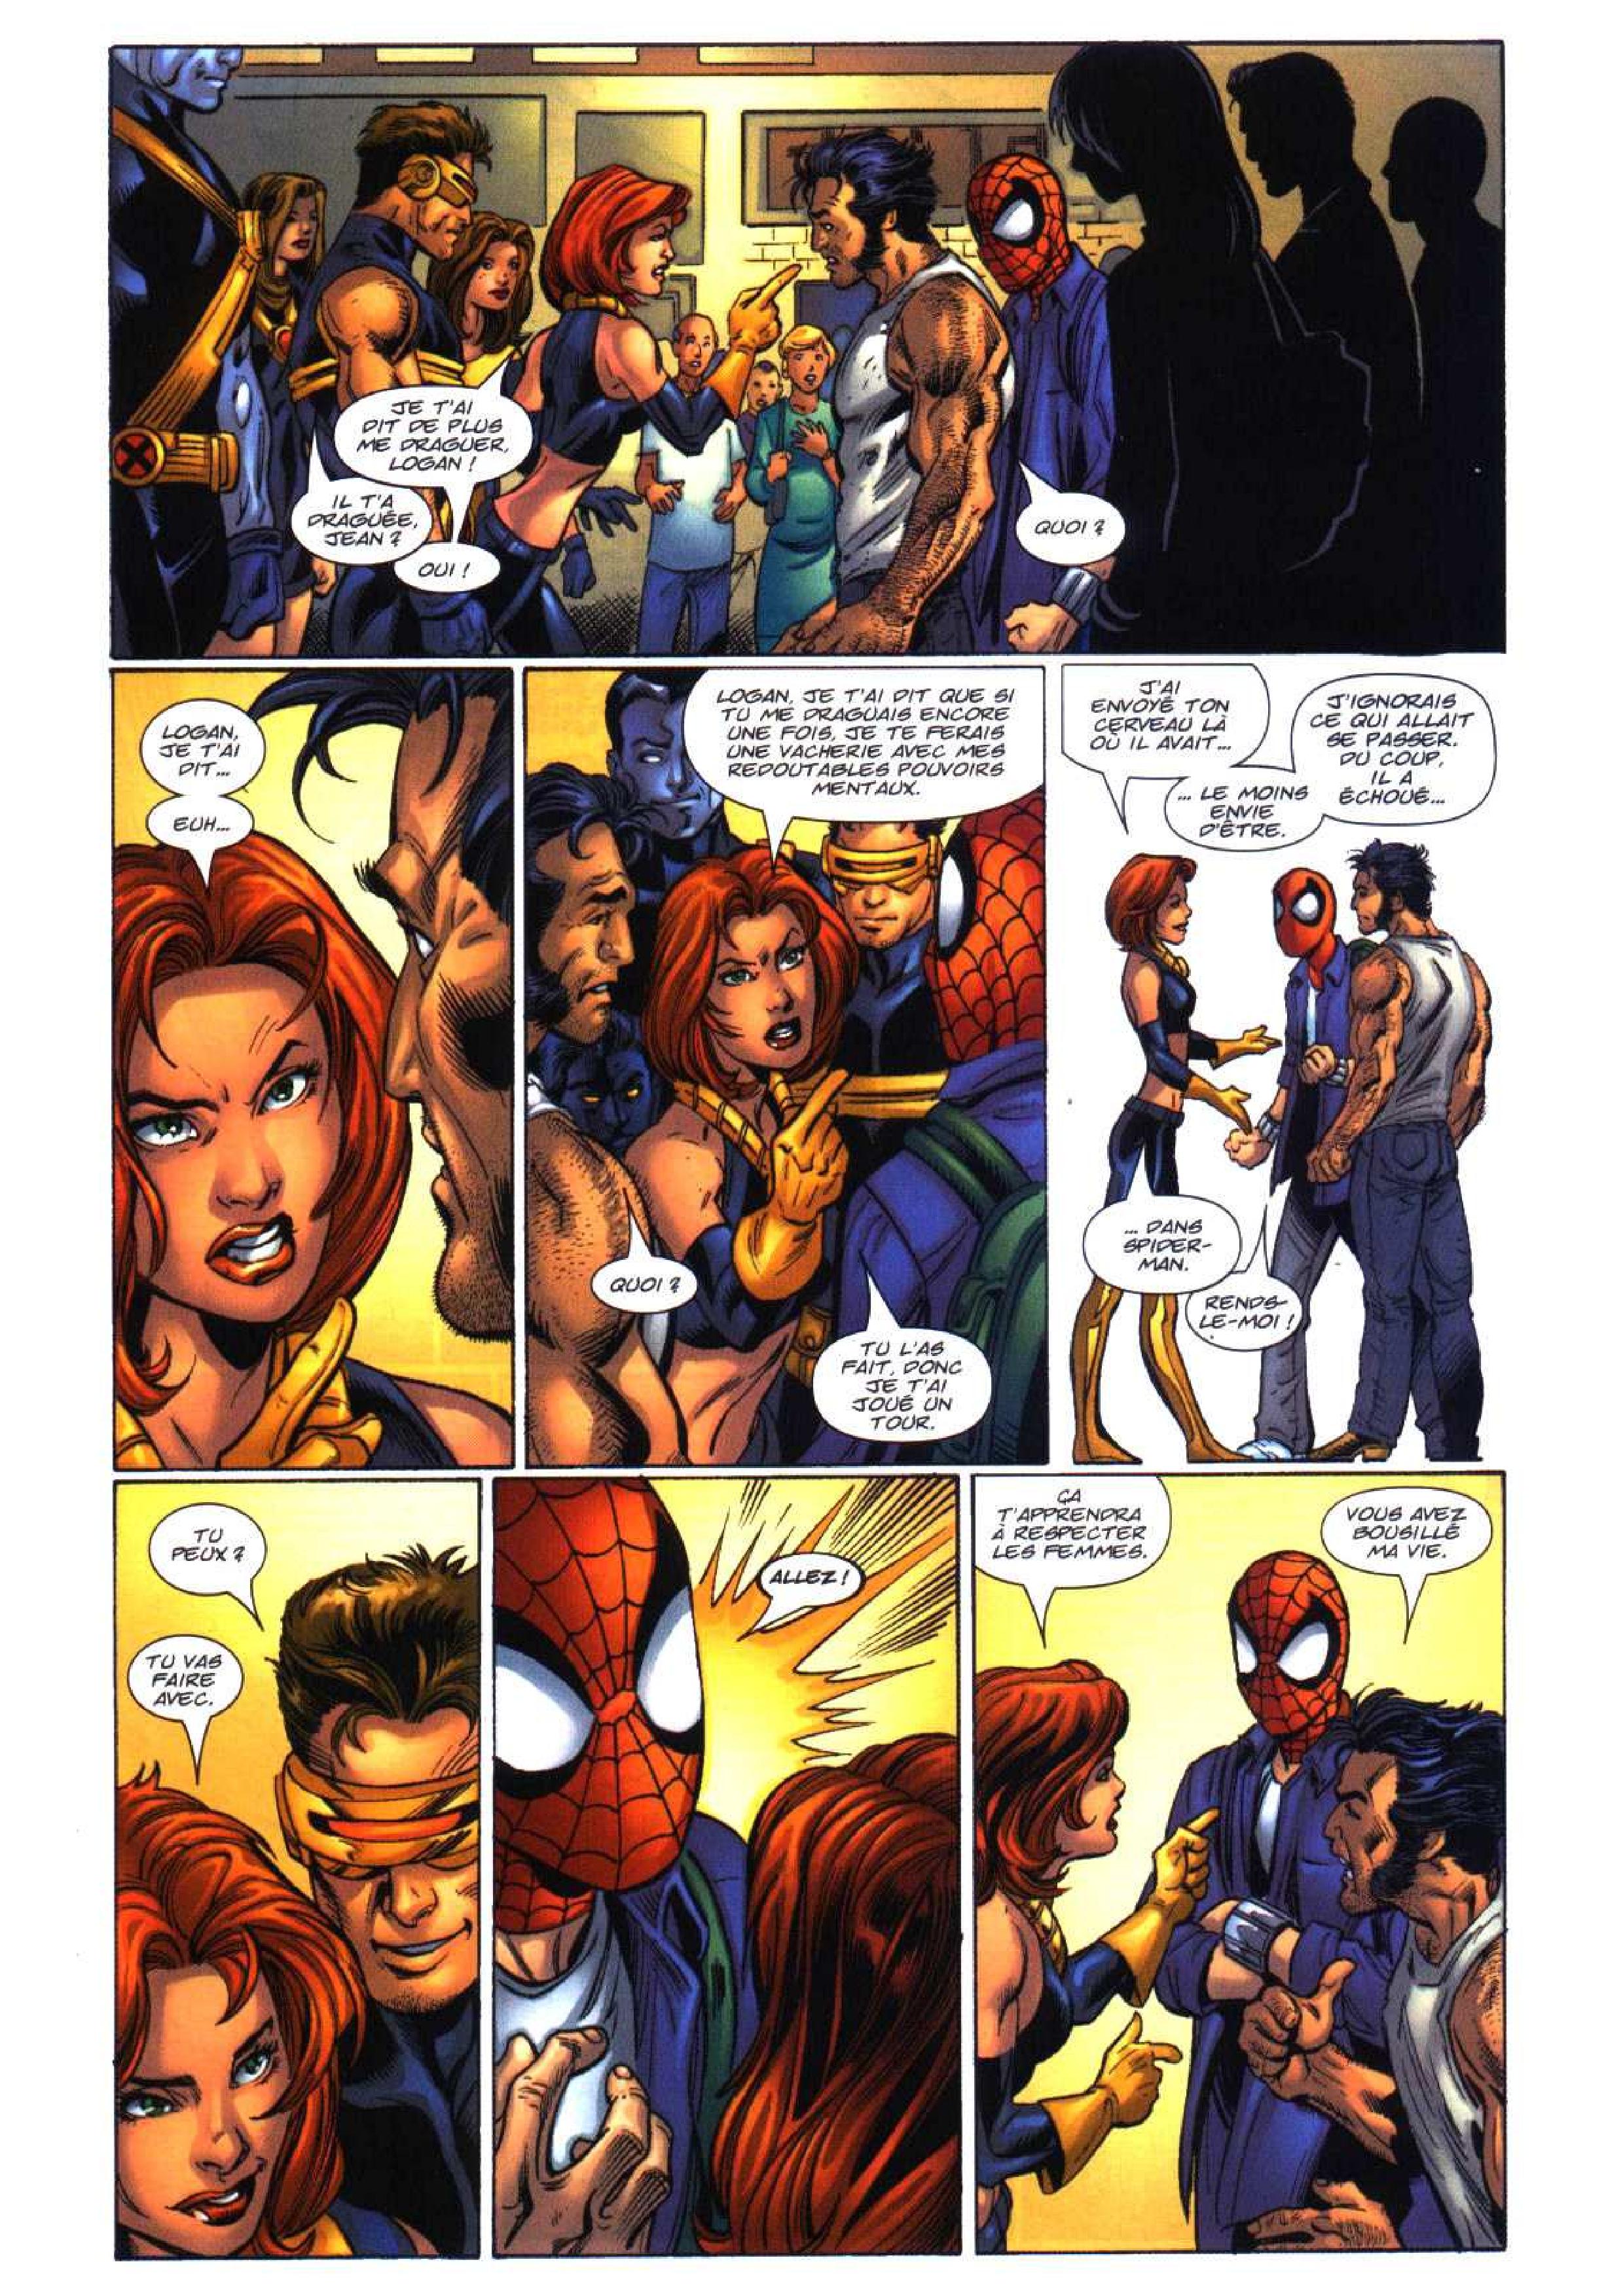 JE T'AI
DIT DE PLUS
ME DRAGUER,
LOGAN !
IL T'A
DRAGUÉE,
JEAN ?
OUI !
QUOI ?
LOGAN,
JE T'AI
DIT...
EUH...
LOGAN, JE T'AI DIT QUE SI
TU ME DRAGUAIS ENCORE
UNE FOIS, JE TE FERAIS
UNE VACHERIE AVEC MES
REDOUTABLES POUVOIRS
MENTAUX.
QUOI ?
TU L'AS
FAIT, DONC
JE T'AI
JOUÉ UN
TOUR.
J'AI
ENVOYÉ TON
CERVEAU LÀ
OÙ IL AVAIT...
... LE MOINS
ENVIE
D'ÊTRE.
J'IGNORAIS
CE QUI ALLAIT
SE PASSER.
DU COUP,
IL A
ÉCHOUÉ...
... DANS
SPIDER-
MAN.
RENDS-
LE-MOI !
TU
PEUX ?
TU VAS
FAIRE
AVEC.
ALLEZ !
ÇA
T'APPRENDRA
À RESPECTER
LES FEMMES.
VOUS AVEZ
BOUSILLÉ
MA VIE.